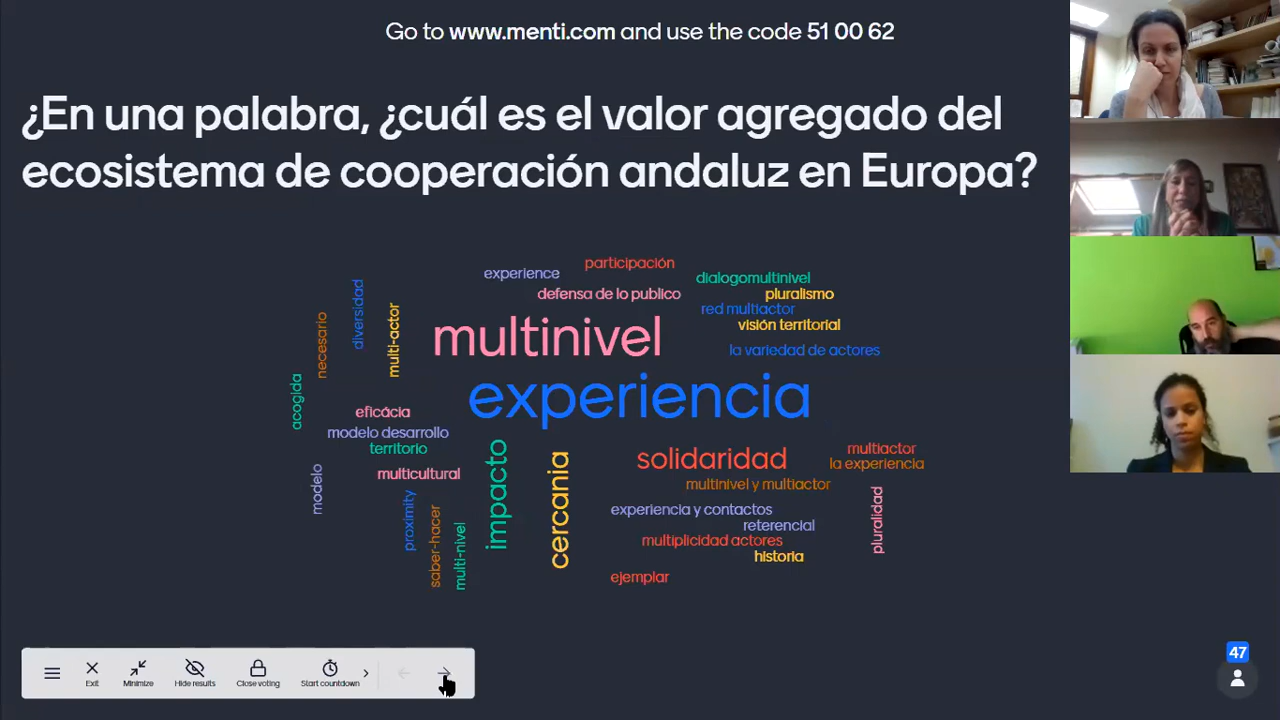 Go to www.menti.com and use the code 51 00 62
¿En una palabra, ¿cuál es el valor agregado del
ecosistema de cooperación andaluz en Europa?
participación
experience
dialogomultinivel
defensa de lo publico
pluralismo
red multiactor
visión territorial
multinivel
la variedad de actores
diversidad
necesario
multi-actor
acogida
experiencia
eficácia
modelo desarrollo
territorio
multicultural
modelo
proximity
saber-hacer
multi-nivel
impacto
cercania
solidaridad
multiactor
la experiencia
multinivel y multiactor
pluralidad
experiencia y contactos
referencial
multiplicidad actores
historia
ejemplar
Exit
Minimize
Hide results
Close voting
Start countdown
47